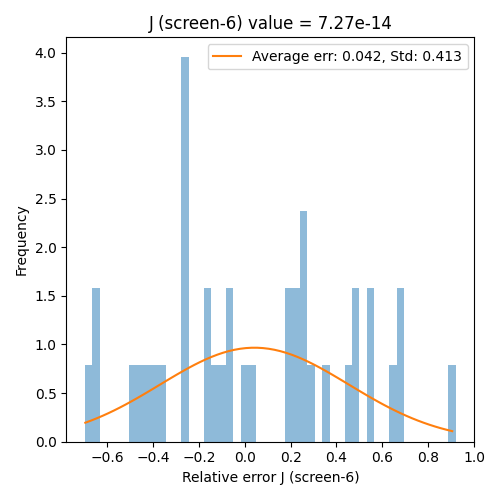 J (screen-6) value = 7.27e-14
Average err: 0.042, Std: 0.413
4.0
3.5
3.0
2.5
2.0
1.5
1.0
0.5
0.0
Frequency
−0.6 −0.4 −0.2 0.0 0.2 0.4 0.6 0.8 1.0
Relative error J (screen-6)